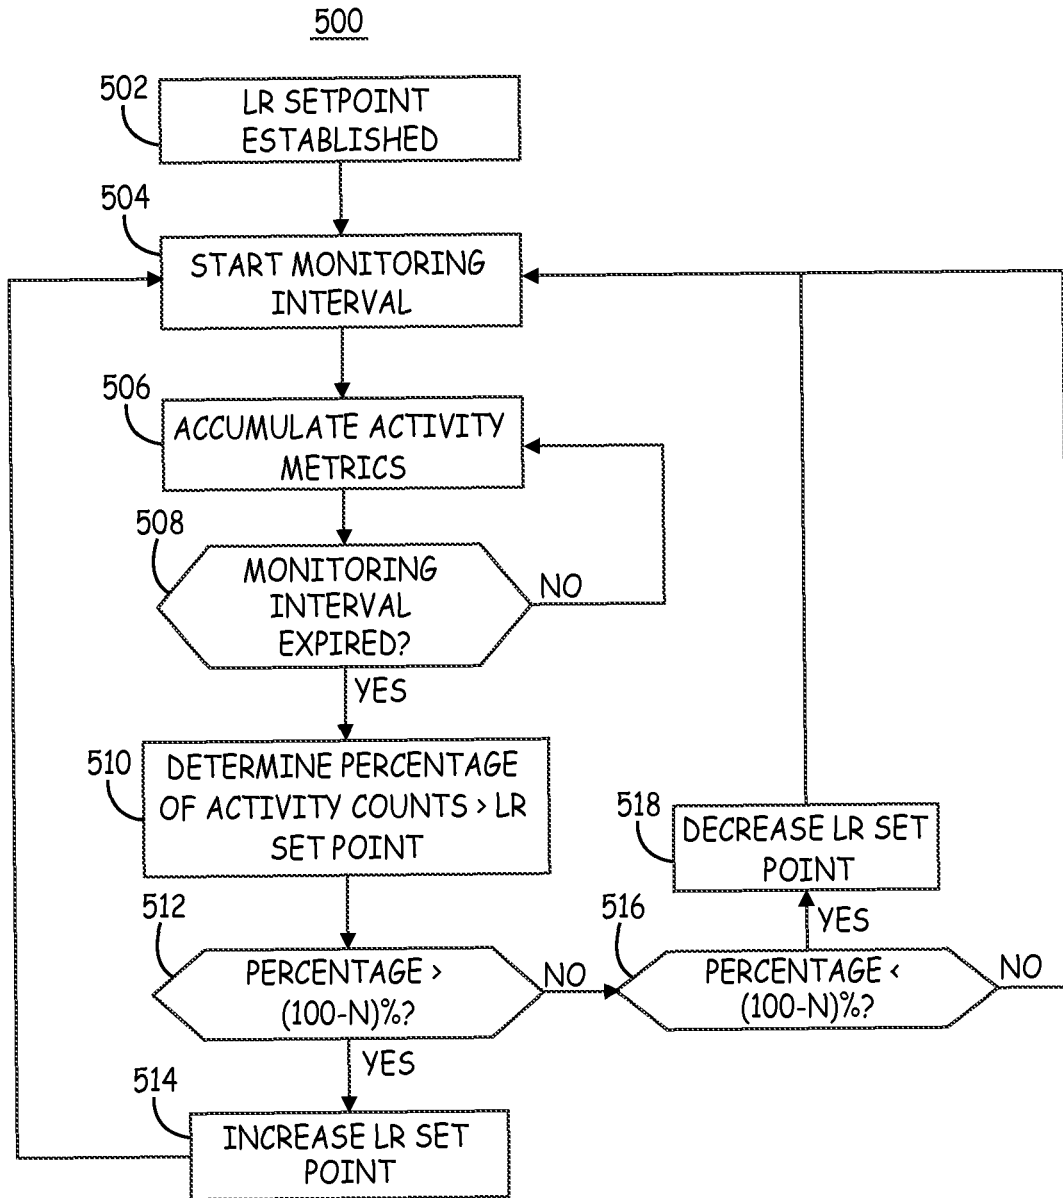 500
502
LR SETPOINT
ESTABLISHED
504
START MONITORING
INTERVAL
506
ACCUMULATE ACTIVITY
METRICS
508
MONITORING
INTERVAL
EXPIRED?
NO
YES
510
DETERMINE PERCENTAGE
OF ACTIVITY COUNTS > LR
SET POINT
518
DECREASE LR SET
POINT
512
PERCENTAGE >
(100-N)%?
NO
516
YES
PERCENTAGE <
(100-N)%?
NO
YES
514
INCREASE LR SET
POINT